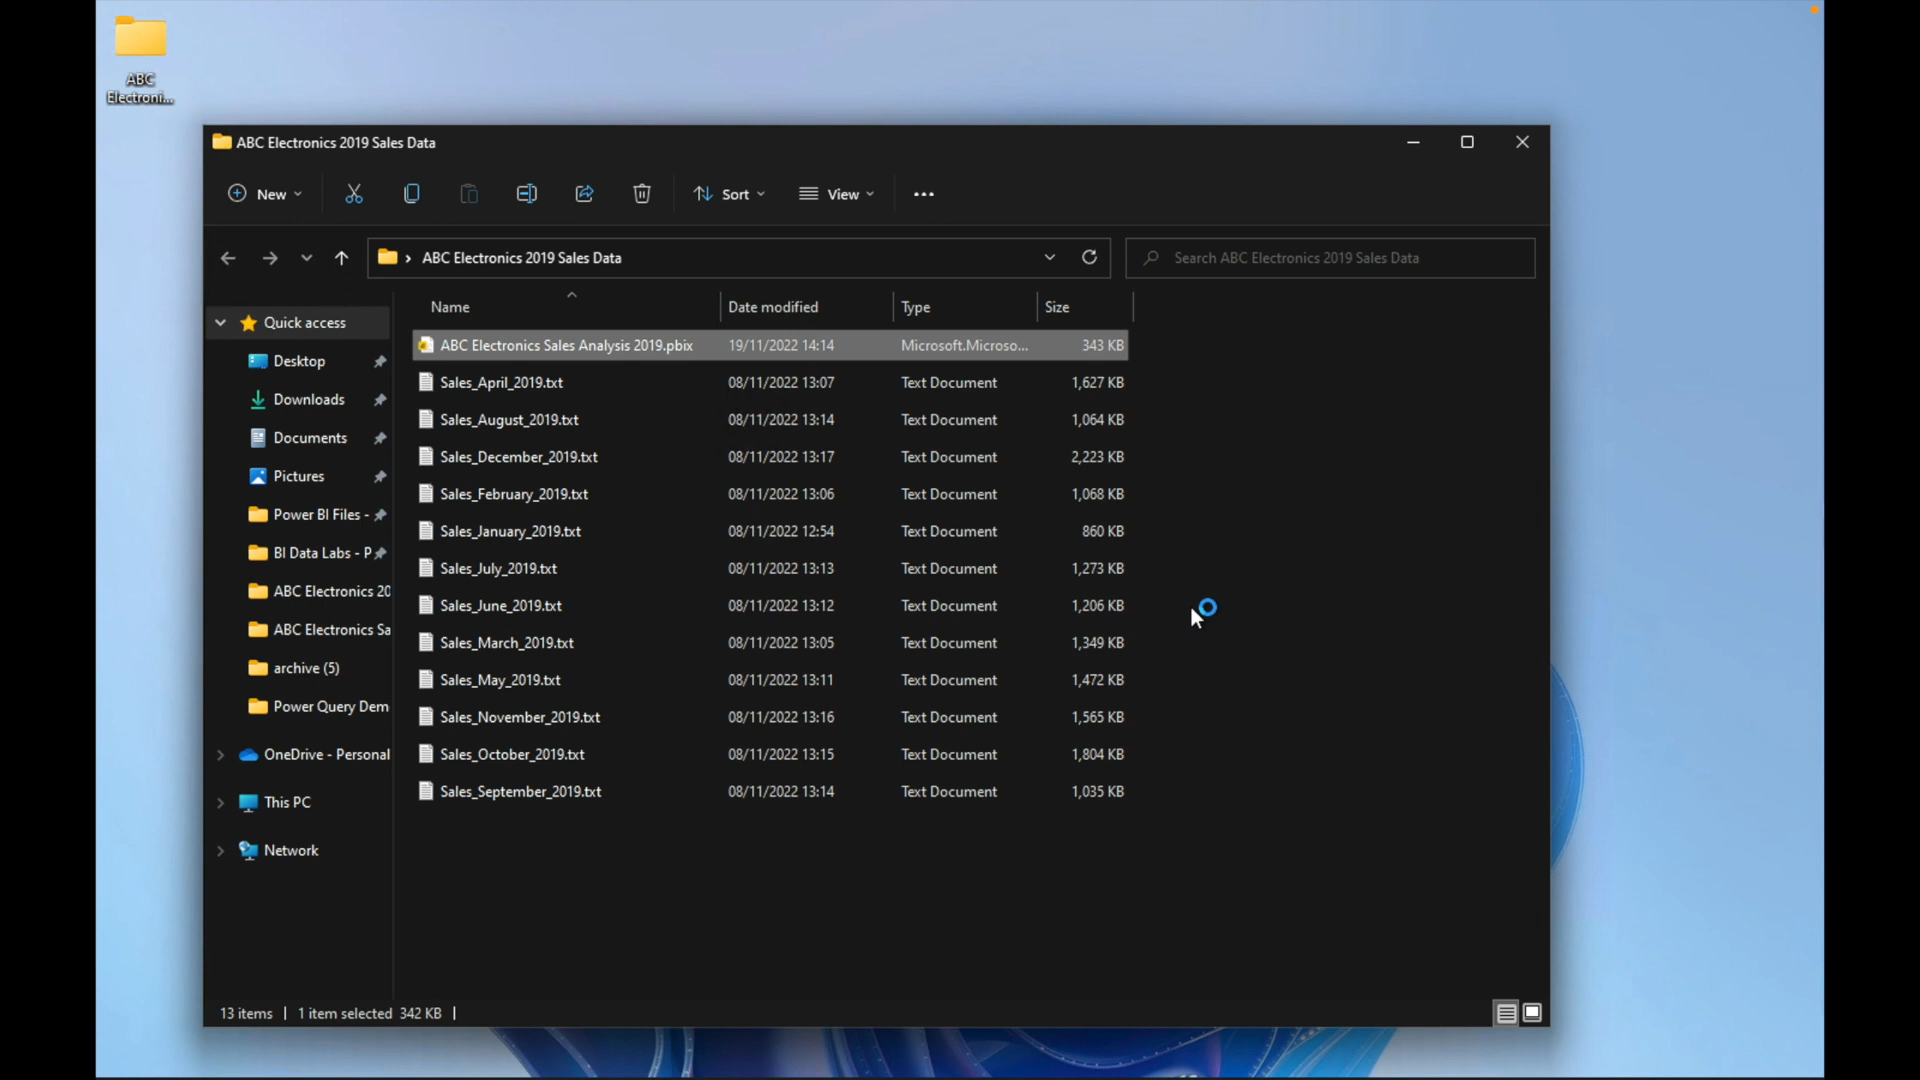 ABC
Electroni...
ABC Electronics 2019 Sales Data
New
Sort
View
ABC Electronics 2019 Sales Data
Search ABC Electronics 2019 Sales Data
Name Date modified Type Size
Quick access
Desktop
Downloads
Documents
Pictures
Power BI Files -
BI Data Labs - P
ABC Electronics 20
ABC Electronics Sa
archive (5)
Power Query Dem
OneDrive - Personal
This PC
Network
ABC Electronics Sales Analysis 2019.pbix 19/11/2022 14:14 Microsoft.Microso... 343 KB
Sales_April_2019.txt 08/11/2022 13:07 Text Document 1,627 KB
Sales_August_2019.txt 08/11/2022 13:14 Text Document 1,064 KB
Sales_December_2019.txt 08/11/2022 13:17 Text Document 2,223 KB
Sales_February_2019.txt 08/11/2022 13:06 Text Document 1,068 KB
Sales_January_2019.txt 08/11/2022 12:54 Text Document 860 KB
Sales_July_2019.txt 08/11/2022 13:13 Text Document 1,273 KB
Sales_June_2019.txt 08/11/2022 13:12 Text Document 1,206 KB
Sales_March_2019.txt 08/11/2022 13:05 Text Document 1,349 KB
Sales_May_2019.txt 08/11/2022 13:11 Text Document 1,472 KB
Sales_November_2019.txt 08/11/2022 13:16 Text Document 1,565 KB
Sales_October_2019.txt 08/11/2022 13:15 Text Document 1,804 KB
Sales_September_2019.txt 08/11/2022 13:14 Text Document 1,035 KB
13 items | 1 item selected 342 KB |